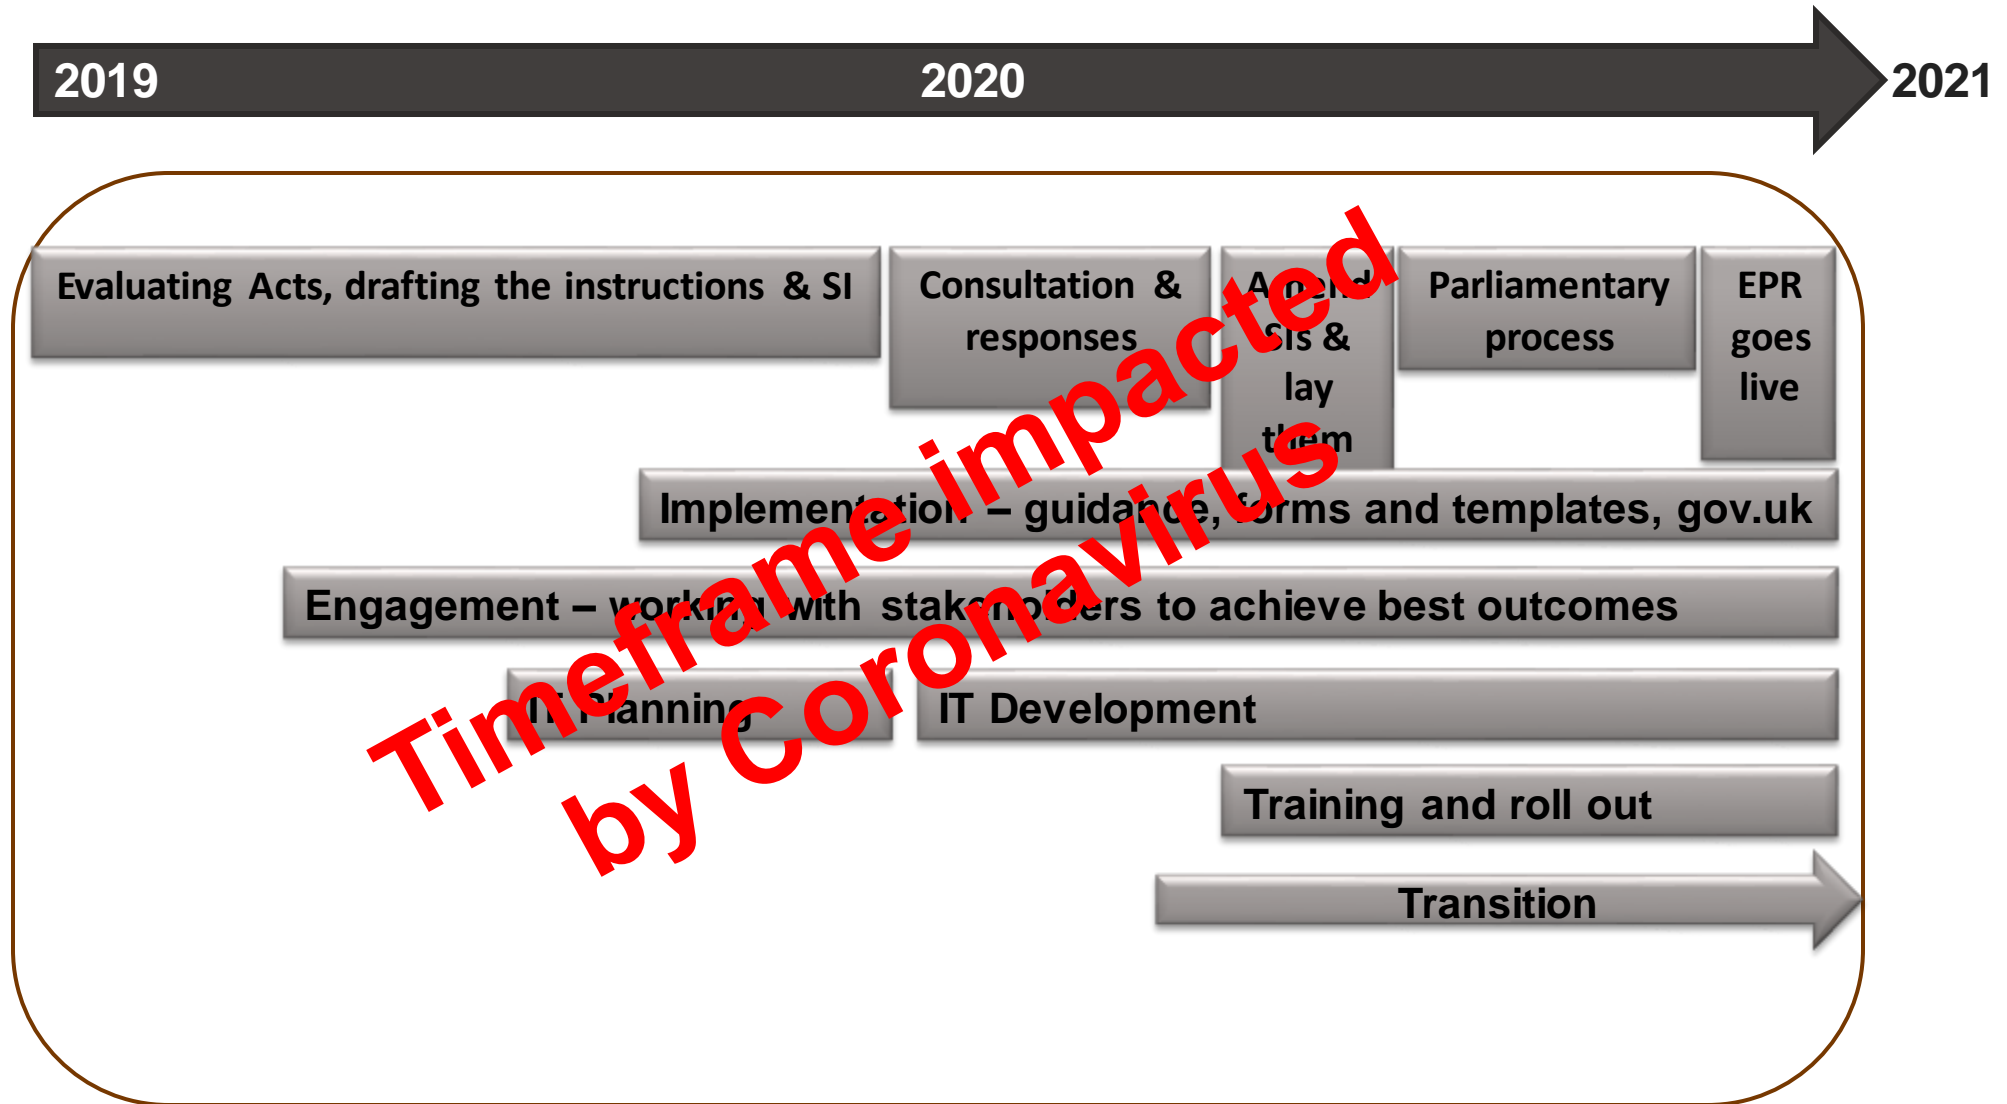 2019 2020 2021
Evaluating Acts, drafting the instructions & SI
Consultation &
responses
Amend
SIs &
lay
them
Parliamentary
process
EPR
goes
live
Implementation – guidance, forms and templates, gov.uk
Engagement – working with stakeholders to achieve best outcomes
IT Planning
IT Development
Training and roll out
Transition
Timeframe impacted
by Coronavirus